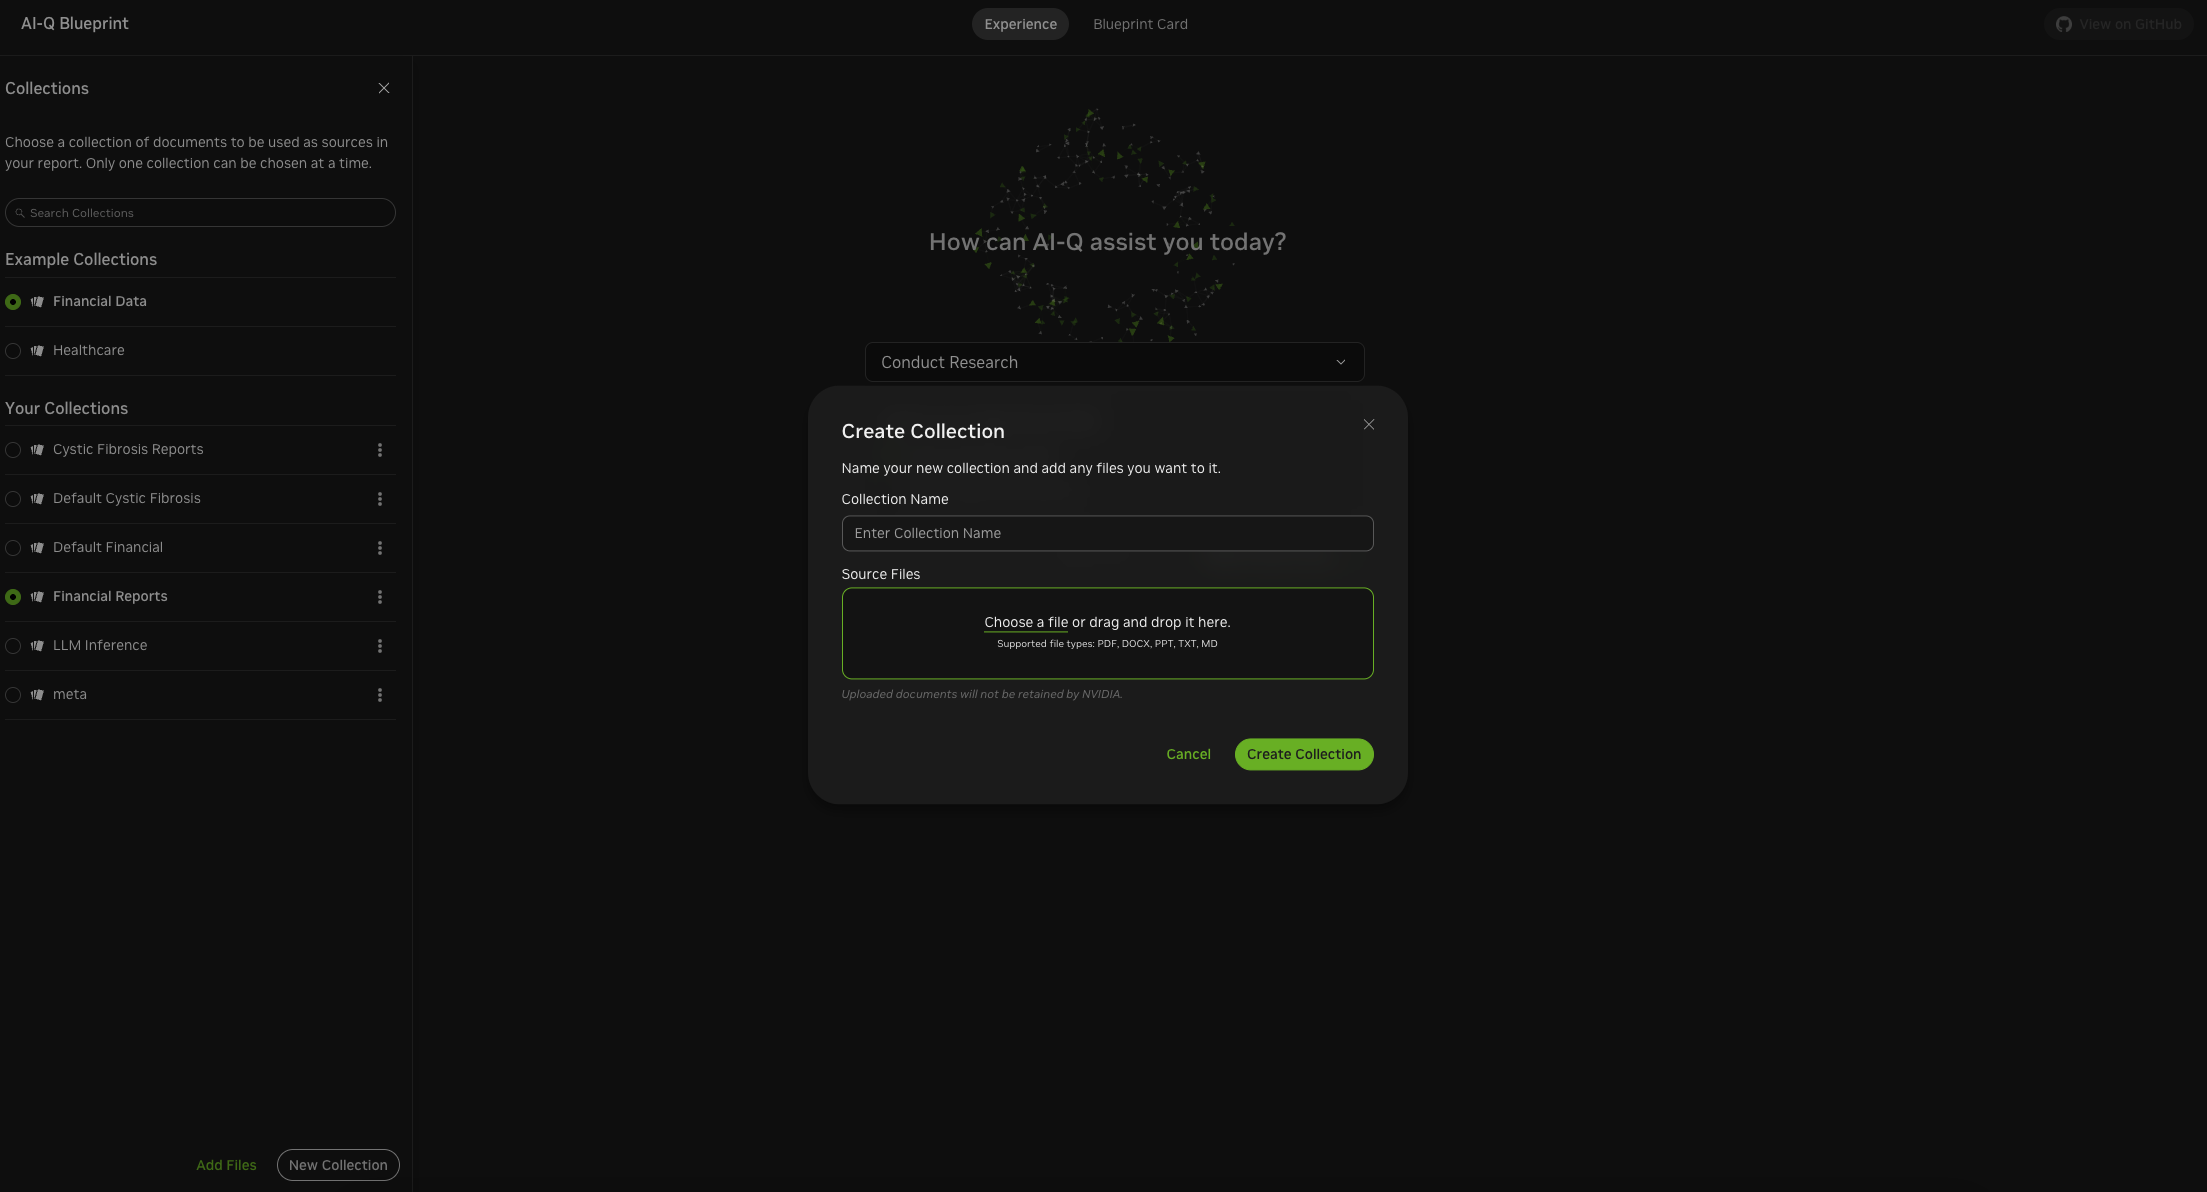 AI-Q Blueprint
Experience
Blueprint Card
View on GitHub
Collections
Choose a collection of documents to be used as sources in
your report. Only one collection can be chosen at a time.
Search Collections
Example Collections
Financial Data
Healthcare
Your Collections
Cystic Fibrosis Reports
Default Cystic Fibrosis
Default Financial
Financial Reports
LLM Inference
meta
Add Files
New Collection
How can AI-Q assist you today?
Conduct Research
Create Collection
Name your new collection and add any files you want to it.
Collection Name
Enter Collection Name
Source Files
Choose a file or drag and drop it here.
Supported file types: PDF, DOCX, PPT, TXT, MD
Uploaded documents will not be retained by NVIDIA.
Cancel
Create Collection